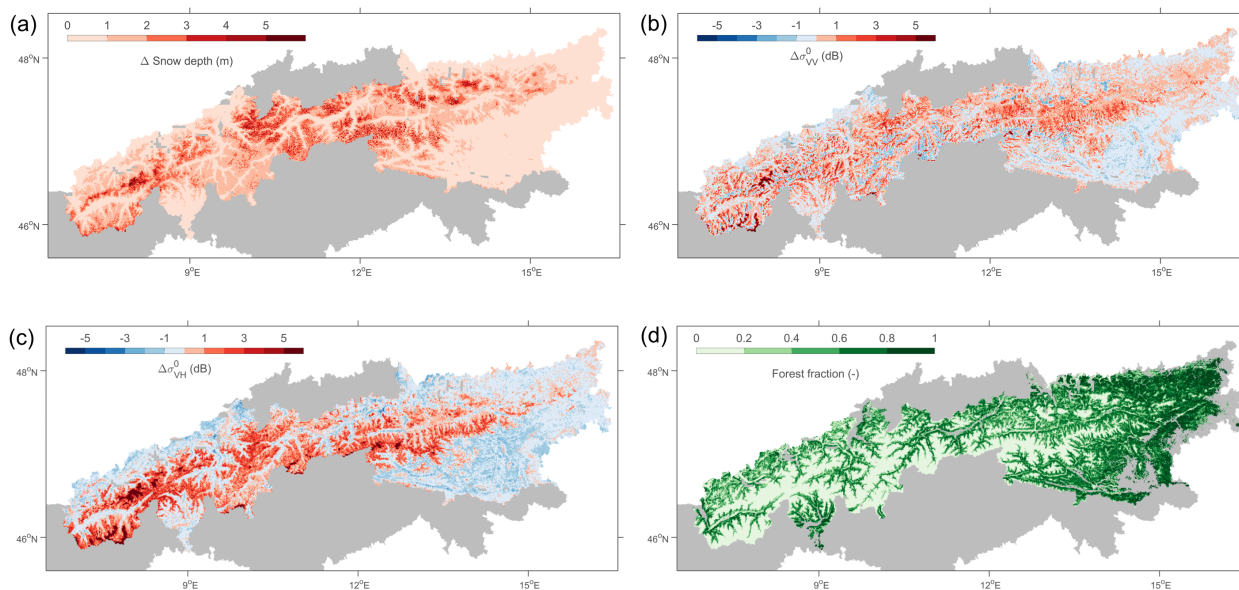 (a)
0 1 2 3 4 5
Δ Snow depth (m)
48°N
46°N
9°E 12°E 15°E
(b)
-5 -3 -1 1 3 5
Δσ⁰VV (dB)
48°N
46°N
9°E 12°E 15°E
(c)
-5 -3 -1 1 3 5
Δσ⁰VH (dB)
48°N
46°N
9°E 12°E 15°E
(d)
0 0.2 0.4 0.6 0.8 1
Forest fraction (-)
48°N
46°N
9°E 12°E 15°E